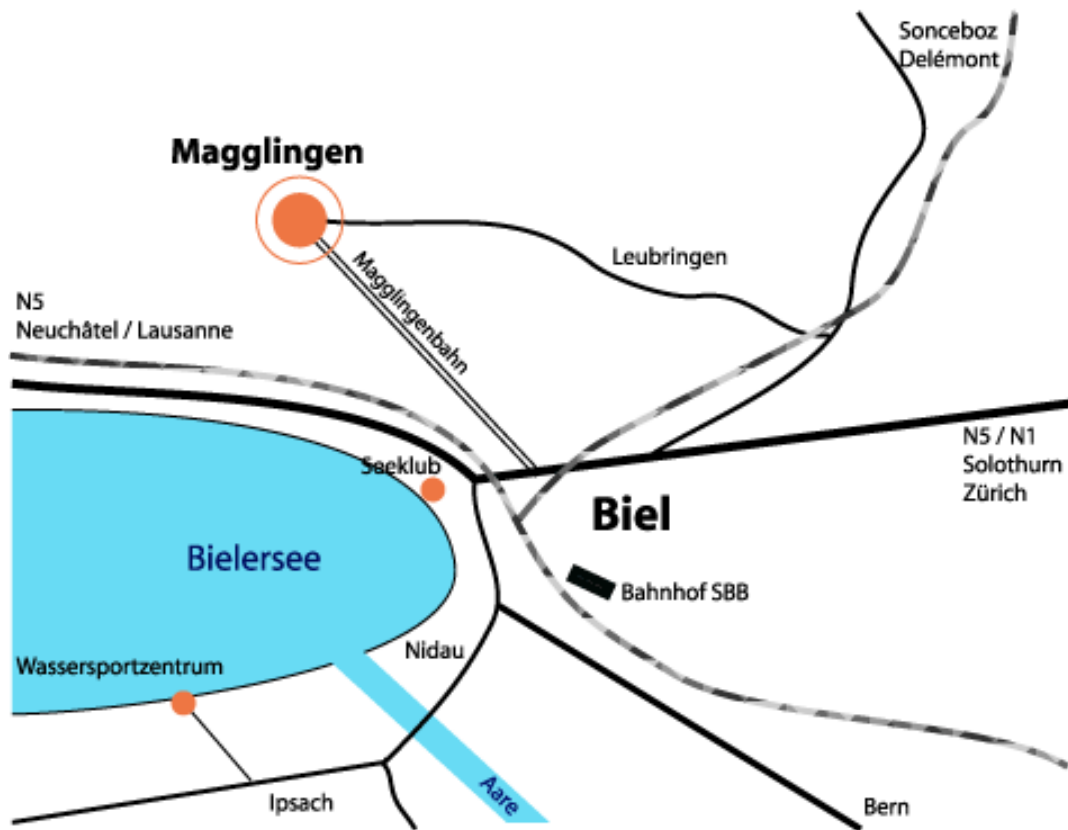 Sonceboz
Delémont
Magglingen
Leubringen
Magglingenbahn
N5
Neuchâtel / Lausanne
N5 / N1
Solothurn
Zürich
Seeklub
Biel
Bielersee
Bahnhof SBB
Nidau
Wassersportzentrum
Aare
Ipsach
Bern